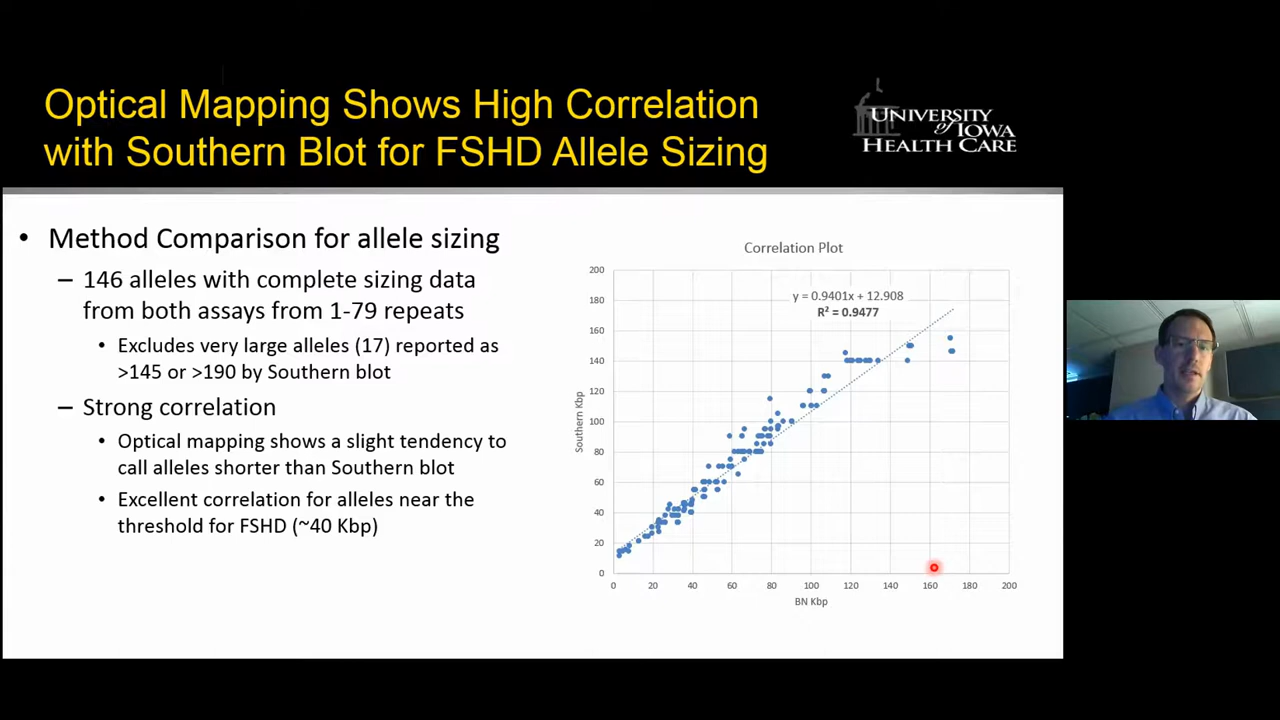 Optical Mapping Shows High Correlation
with Southern Blot for FSHD Allele Sizing
UNIVERSITY
of IOWA
HEALTH CARE
• Method Comparison for allele sizing
– 146 alleles with complete sizing data
from both assays from 1-79 repeats
• Excludes very large alleles (17) reported as
>145 or >190 by Southern blot
– Strong correlation
• Optical mapping shows a slight tendency to
call alleles shorter than Southern blot
• Excellent correlation for alleles near the
threshold for FSHD (~40 Kbp)
Correlation Plot
y = 0.9401x + 12.908
R² = 0.9477
Southern Kbp
200
180
160
140
120
100
80
60
40
20
0
0 20 40 60 80 100 120 140 160 180 200
BN Kbp